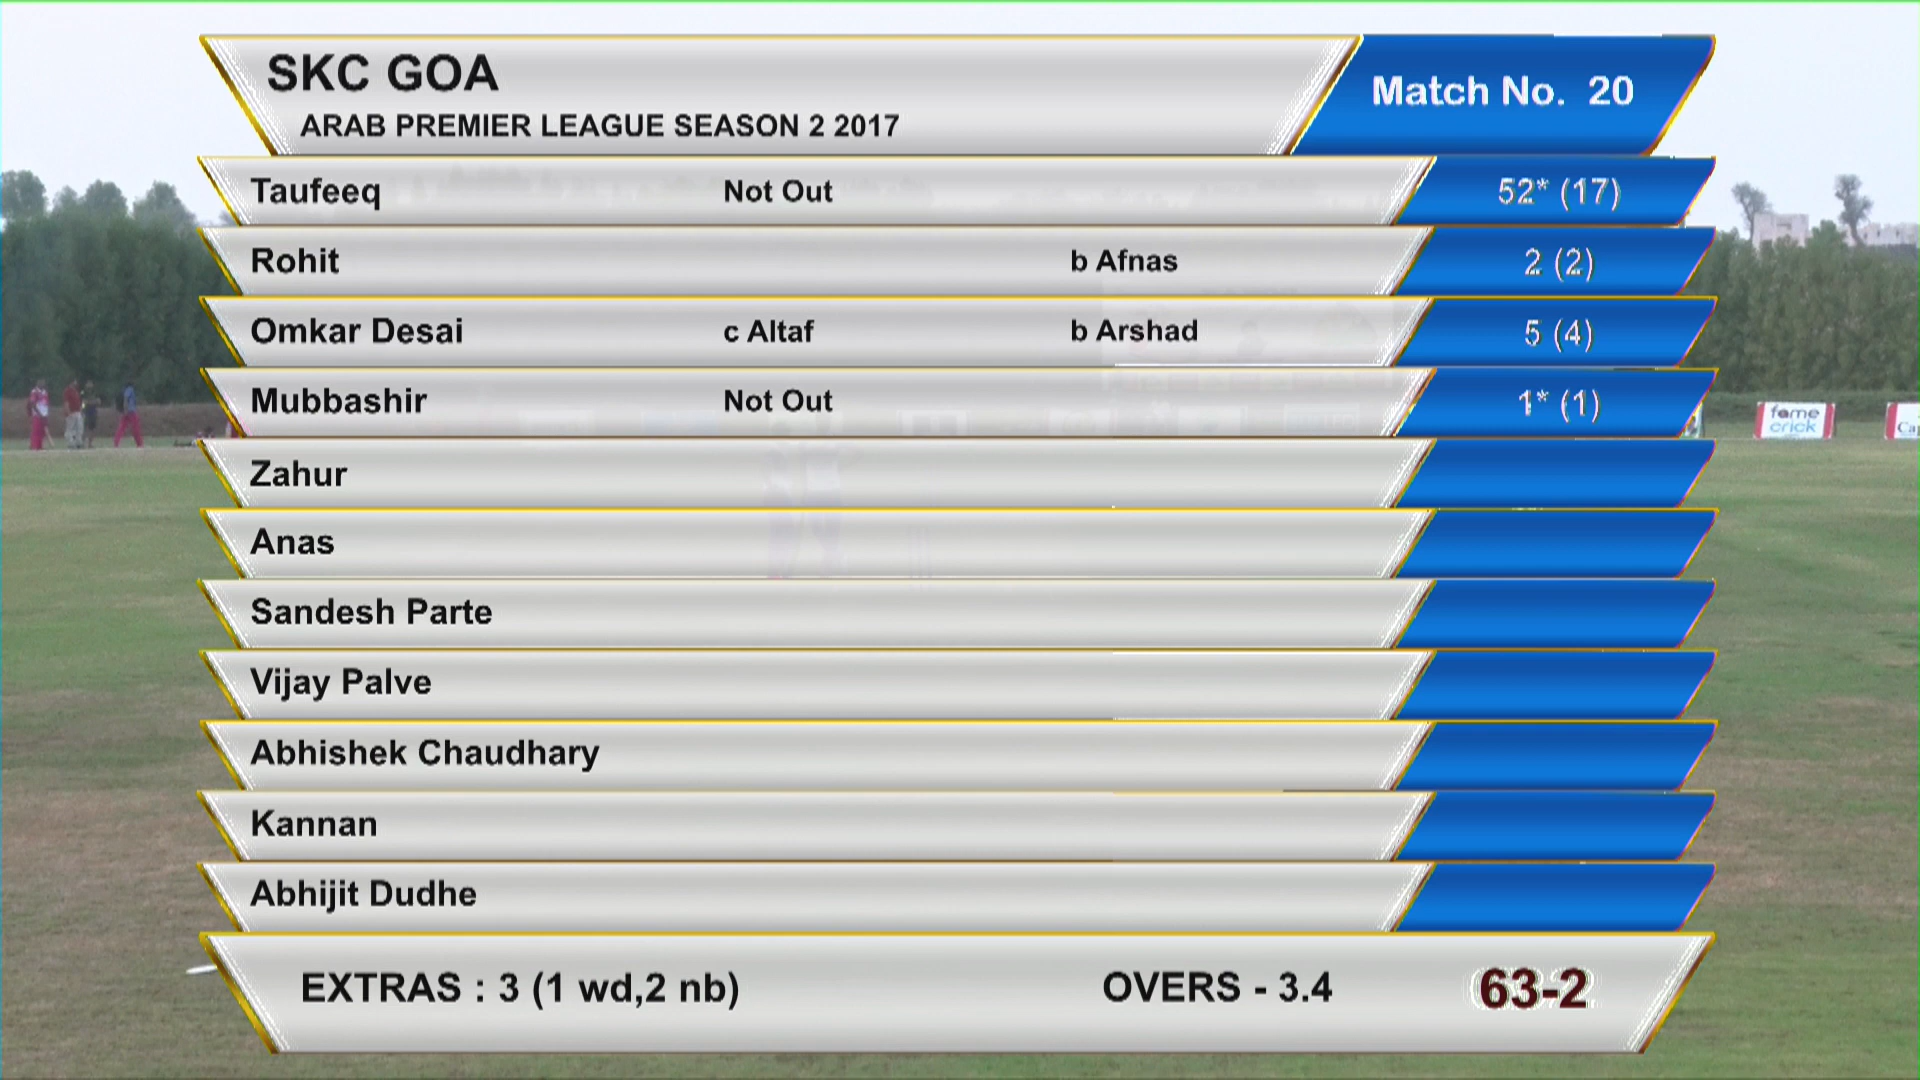 SKC GOA
Match No. 20
ARAB PREMIER LEAGUE SEASON 2 2017
Taufeeq Not Out 52* (17)
Rohit b Afnas 2 (2)
Omkar Desai c Altaf b Arshad 5 (4)
Mubbashir Not Out 1* (1)
Zahur
Anas
Sandesh Parte
Vijay Palve
Abhishek Chaudhary
Kannan
Abhijit Dudhe
EXTRAS : 3 (1 wd,2 nb) OVERS - 3.4 63-2
fame
crick